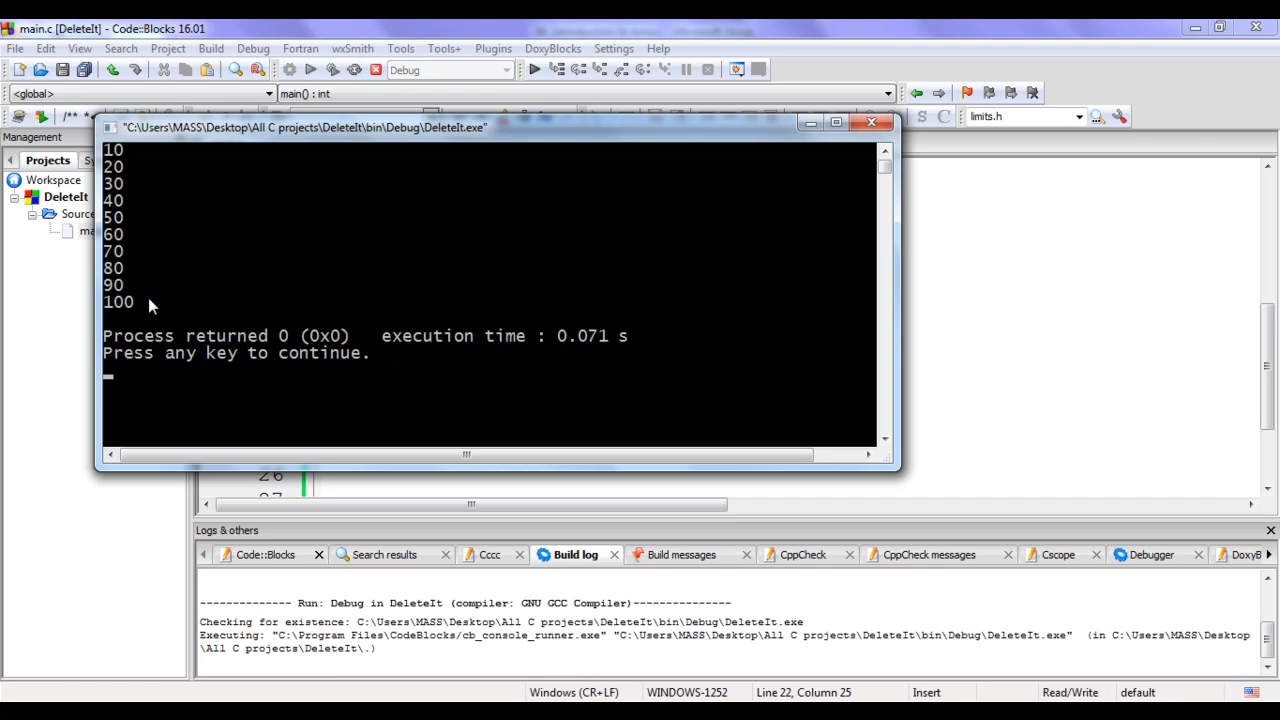 main.c [DeleteIt] - Code::Blocks 16.01
File Edit View Search Project Build Debug Fortran wxSmith Tools Tools+ Plugins DoxyBlocks Settings Help
Debug
<global> main() : int
/** S C limits.h
Management
"C:\Users\MASS\Desktop\All C projects\DeleteIt\bin\Debug\DeleteIt.exe"
Projects
Workspace
DeleteIt
10
20
30
40
50
60
70
80
90
100
Process returned 0 (0x0) execution time : 0.071 s
Press any key to continue.
26
Logs & others
Code::Blocks Search results Cccc Build log Build messages CppCheck CppCheck messages Cscope Debugger DoxyB
-------------- Run: Debug in DeleteIt (compiler: GNU GCC Compiler)---------------
Checking for existence: C:\Users\MASS\Desktop\All C projects\DeleteIt\bin\Debug\DeleteIt.exe
Executing: "C:\Program Files\CodeBlocks/cb_console_runner.exe" "C:\Users\MASS\Desktop\All C projects\DeleteIt\bin\Debug\DeleteIt.exe" (in C:\Users\MASS\Desktop
\All C projects\DeleteIt\.)
Windows (CR+LF) WINDOWS-1252 Line 22, Column 25 Insert Read/Write default